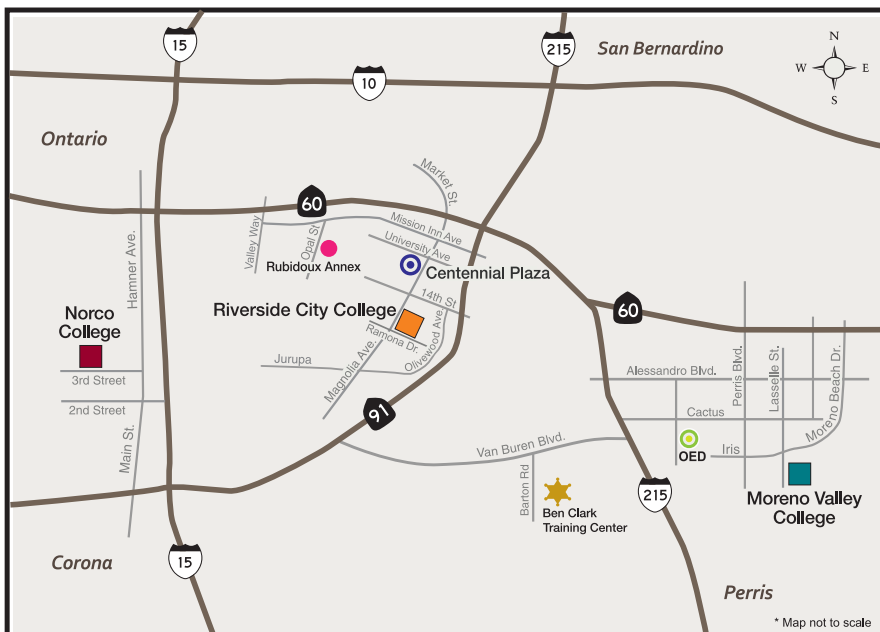 15
215
San Bernardino
N
W E
S
10
Ontario
Market St.
60
Mission Inn Ave
Valley Way
Opal St
University Ave
Hamner Ave.
Rubidoux Annex
Centennial Plaza
14th St
Norco
College
Riverside City College
60
Ramona Dr.
Olivewood Ave.
Perris Blvd.
Lasselle St.
Moreno Beach Dr.
Jurupa
Magnolia Ave.
3rd Street
Alessandro Blvd.
2nd Street
91
Cactus
Main St.
Van Buren Blvd.
OED
Iris
Barton Rd
215
Ben Clark
Training Center
Moreno Valley
College
Corona
15
Perris
* Map not to scale